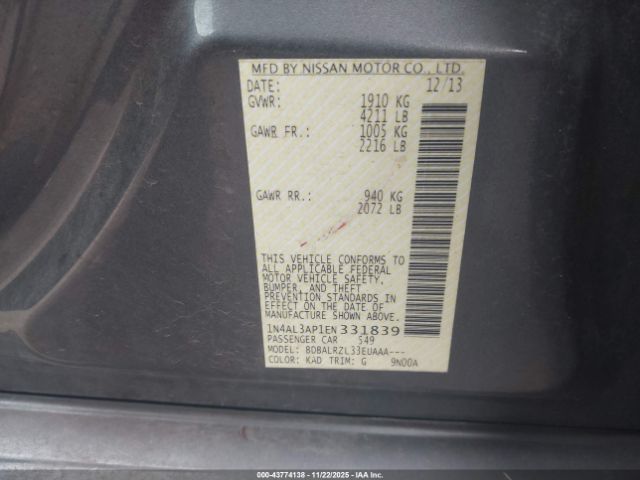 MFD BY NISSAN MOTOR CO., LTD.
DATE: 12/13
GVWR: 1910 KG
4211 LB
GAWR FR.: 1005 KG
2216 LB
GAWR RR.: 940 KG
2072 LB
THIS VEHICLE CONFORMS TO
ALL APPLICABLE FEDERAL
MOTOR VEHICLE SAFETY,
BUMPER, AND THEFT
PREVENTION STANDARDS IN
EFFECT ON THE DATE OF
MANUFACTURE SHOWN ABOVE.
1N4AL3AP1EN331839
PASSENGER CAR 549
MODEL: BDBALRZL33EUAAA---
COLOR: KAD TRIM: G 9N00A
© 2000-43774138 - 11/22/2025 - IAA Inc.